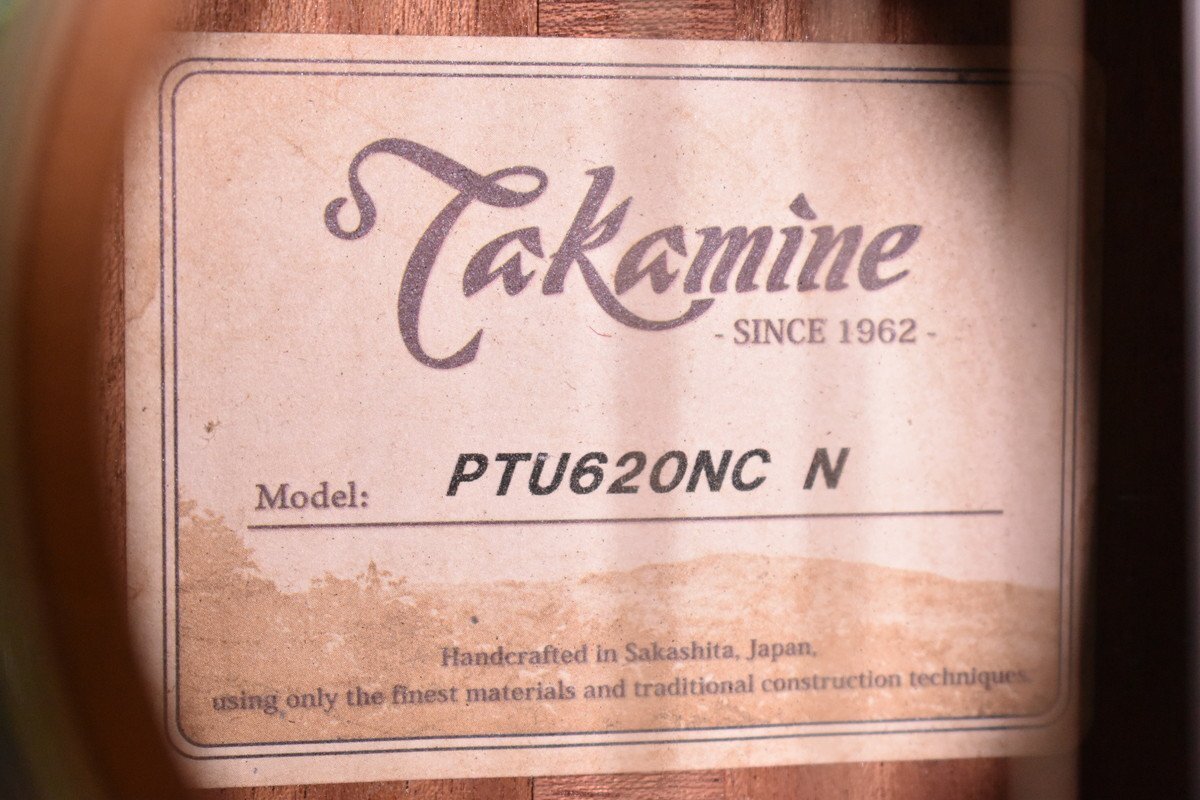 Takamine
- SINCE 1962 -
Model: PTU620NC N
Handcrafted in Sakashita, Japan,
using only the finest materials and traditional construction techniques.